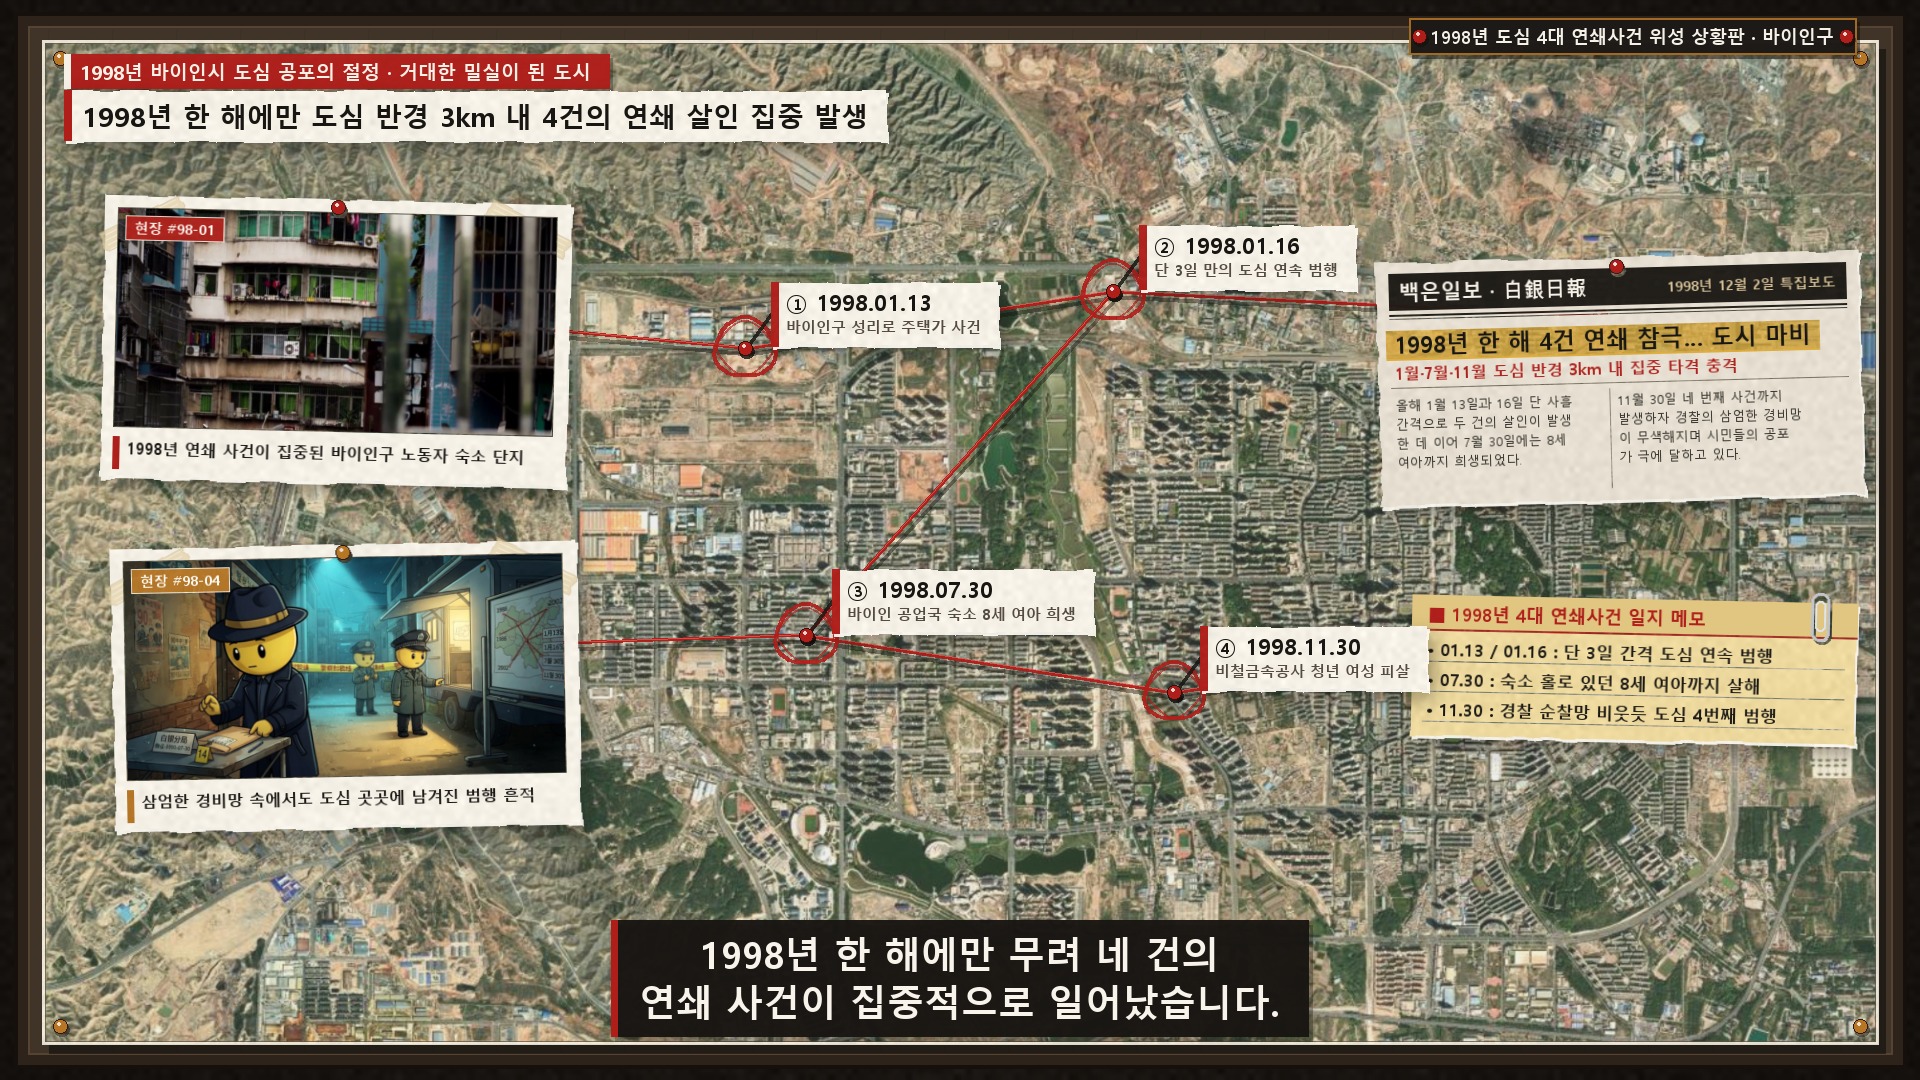 1998년 도심 4대 연쇄사건 위성 상황판 · 바이인구
1998년 바이인시 도심 공포의 절정 · 거대한 밀실이 된 도시
1998년 한 해에만 도심 반경 3km 내 4건의 연쇄 살인 집중 발생
현장 #98-01
1998년 연쇄 사건이 집중된 바이인구 노동자 숙소 단지
① 1998.01.13
바이인구 성리로 주택가 사건
② 1998.01.16
단 3일 만의 도심 연속 범행
백은일보 · 白銀日報
1998년 12월 2일 특집보도
1998년 한 해 4건 연쇄 참극... 도시 마비
1월·7월·11월 도심 반경 3km 내 집중 타격 충격
올해 1월 13일과 16일 단 사흘
간격으로 두 건의 살인이 발생
한 데 이어 7월 30일에는 8세
여아까지 희생되었다.
11월 30일 네 번째 사건까지
발생하자 경찰의 삼엄한 경비망
이 무색해지며 시민들의 공포
가 극에 달하고 있다.
현장 #98-04
삼엄한 경비망 속에서도 도심 곳곳에 남겨진 범행 흔적
14
③ 1998.07.30
바이인 공업국 숙소 8세 여아 희생
④ 1998.11.30
비철금속공사 청년 여성 피살
■ 1998년 4대 연쇄사건 일지 메모
• 01.13 / 01.16 : 단 3일 간격 도심 연속 범행
• 07.30 : 숙소 홀로 있던 8세 여아까지 살해
• 11.30 : 경찰 순찰망 비웃듯 도심 4번째 범행
1998년 한 해에만 무려 네 건의
연쇄 사건이 집중적으로 일어났습니다.